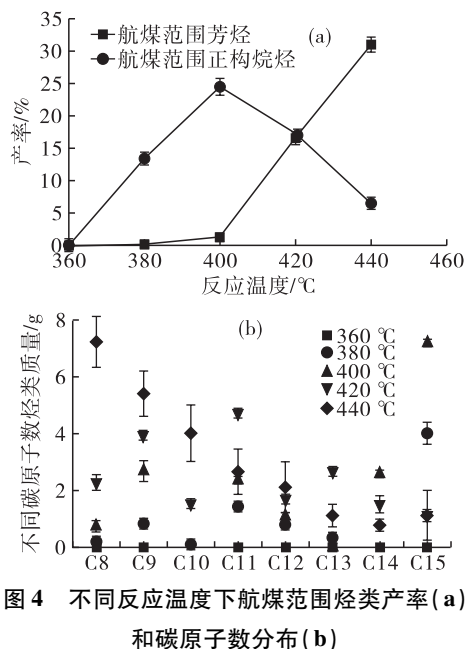 航煤范围芳烃
航煤范围正构烷烃
(a)
产率/%
35
30
25
20
15
10
5
0
360 380 400 420 440 460
反应温度/℃
(b)
360 ℃
380 ℃
400 ℃
420 ℃
440 ℃
不同碳原子数烃类质量/g
8
6
4
2
0
C8 C9 C10 C11 C12 C13 C14 C15
图 4 不同反应温度下航煤范围烃类产率(a)
和碳原子数分布(b)